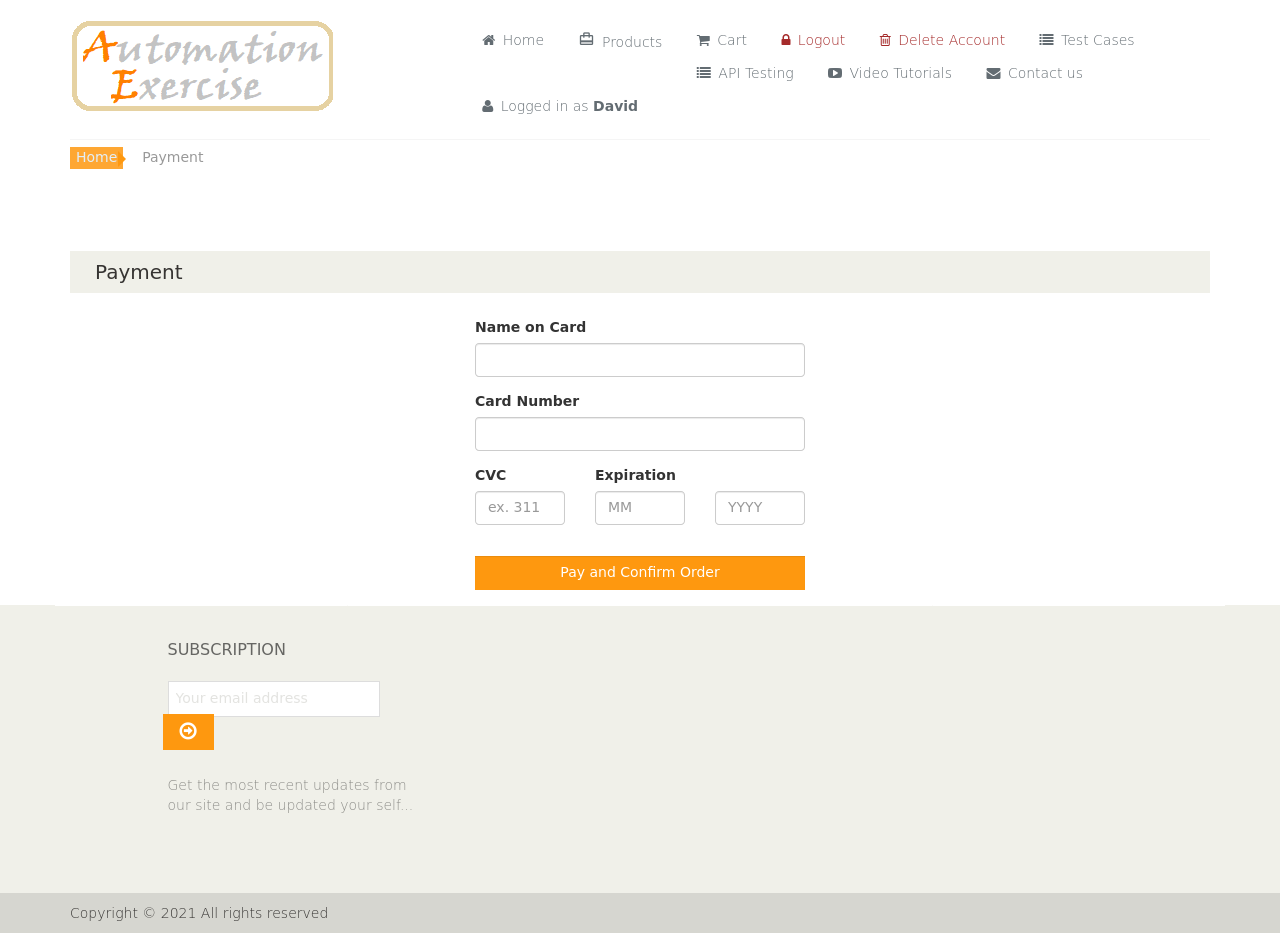 Automation
Exercise
Home
Products
Cart
Logout
Delete Account
Test Cases
API Testing
Video Tutorials
Contact us
Logged in as David
Home
Payment
Payment
Name on Card
Card Number
CVC
Expiration
ex. 311
MM
YYYY
Pay and Confirm Order
SUBSCRIPTION
Your email address
Get the most recent updates from
our site and be updated your self...
Copyright © 2021 All rights reserved